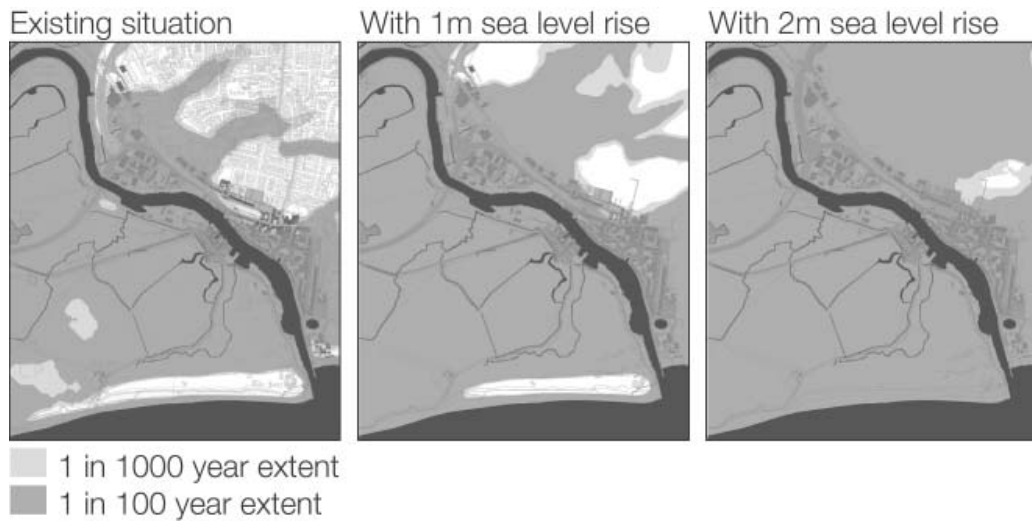 Existing situation
With 1m sea level rise
With 2m sea level rise
1 in 1000 year extent
1 in 100 year extent